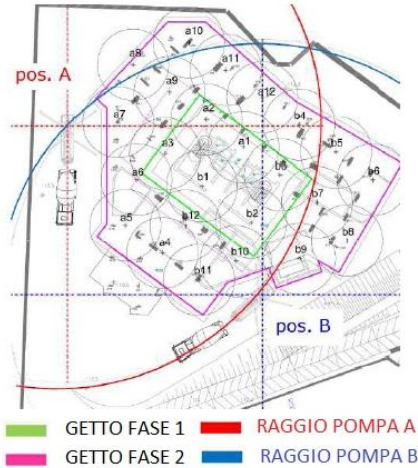 a10
a8
a11
pos. A
a9
a12
a2
a7
b4
a1
b5
a3
a6
b6
a6
b1
b7
b2
a5
b12
b8
a4
b10
b9
b11
pos. B
GETTO FASE 1
RAGGIO POMPA A
GETTO FASE 2
RAGGIO POMPA B